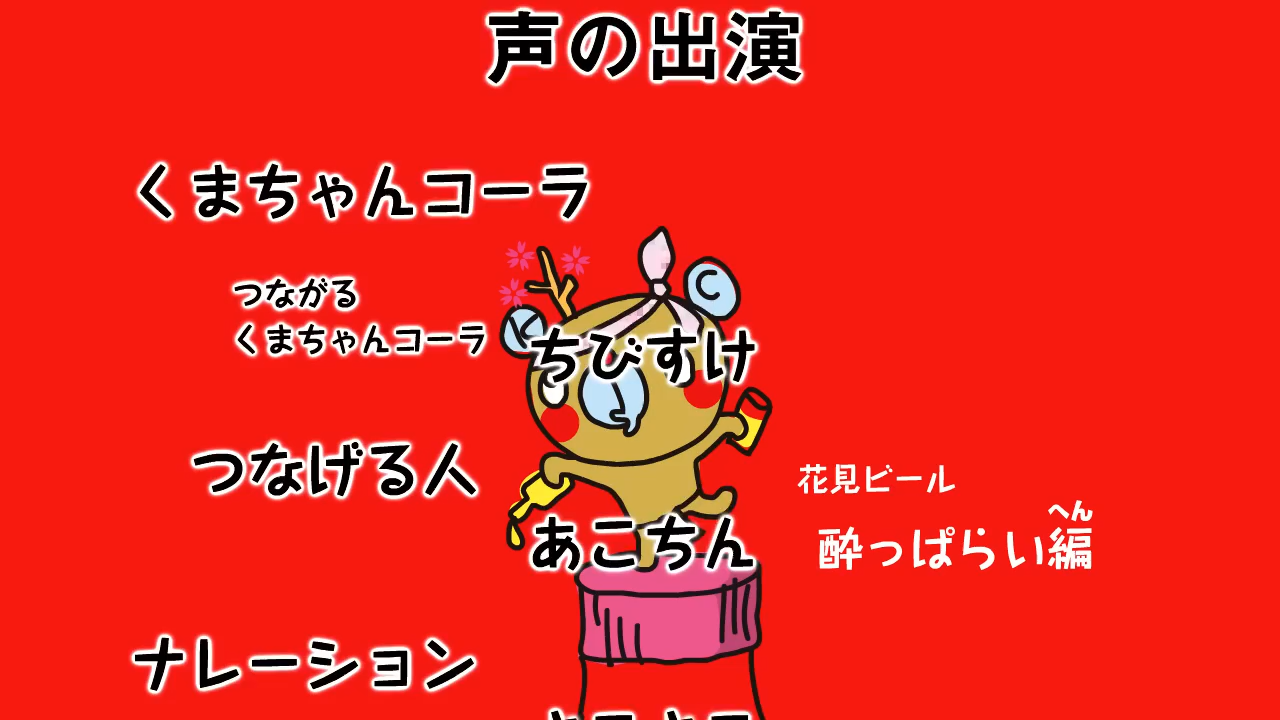 声の出演
くまちゃんコーラ
つながる
くまちゃんコーラ
ちびすけ
つなげる人
あこちん
花見ビール
へん
酔っぱらい編
ナレーション
K
C